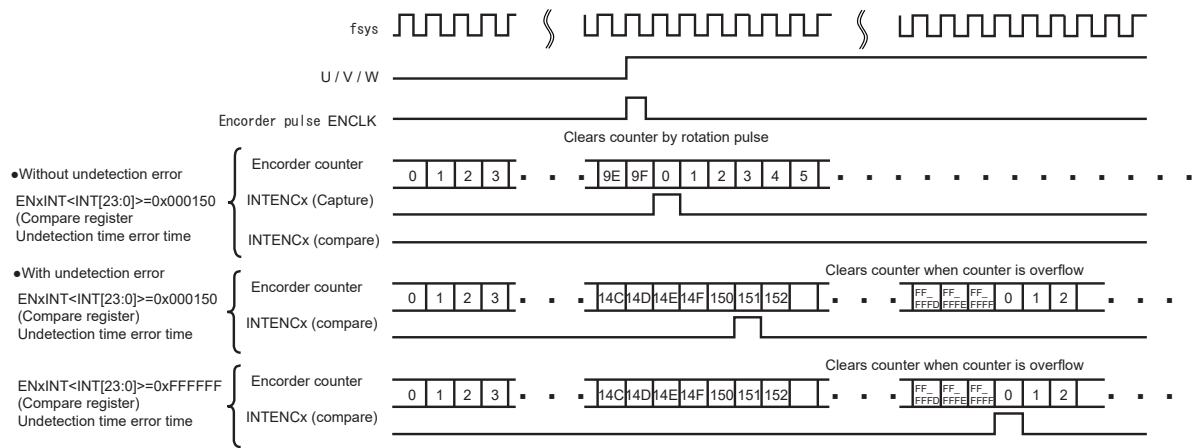 fsys
U / V / W
Encorder pulse ENCLK
Clears counter by rotation pulse
●Without undetection error
ENxINT<INT[23:0]>=0x000150
(Compare register
Undetection time error time
Encorder counter
0 1 2 3 9E 9F 0 1 2 3 4 5
INTENCx (Capture)
INTENCx (compare)
●With undetection error
Clears counter when counter is overflow
ENxINT<INT[23:0]>=0x000150
(Compare register)
Undetection time error time
Encorder counter
0 1 2 3 14C 14D 14E 14F 150 151 152 FF_FFFD FF_FFFE FF_FFFF 0 1 2
INTENCx (compare)
Clears counter when counter is overflow
ENxINT<INT[23:0]>=0xFFFFFF
(Compare register)
Undetection time error time
Encorder counter
0 1 2 3 14C 14D 14E 14F 150 151 152 FF_FFFD FF_FFFE FF_FFFF 0 1 2
INTENCx (compare)